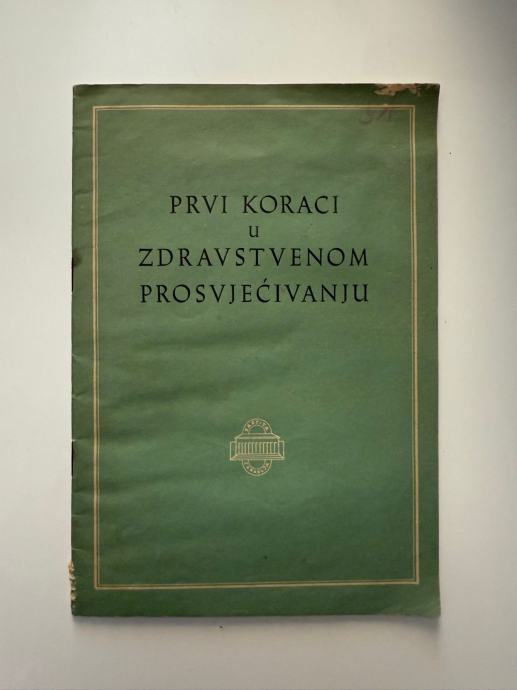 PRVI KORACI
u
ZDRAVSTVENOM
PROSVJEĆIVANJU